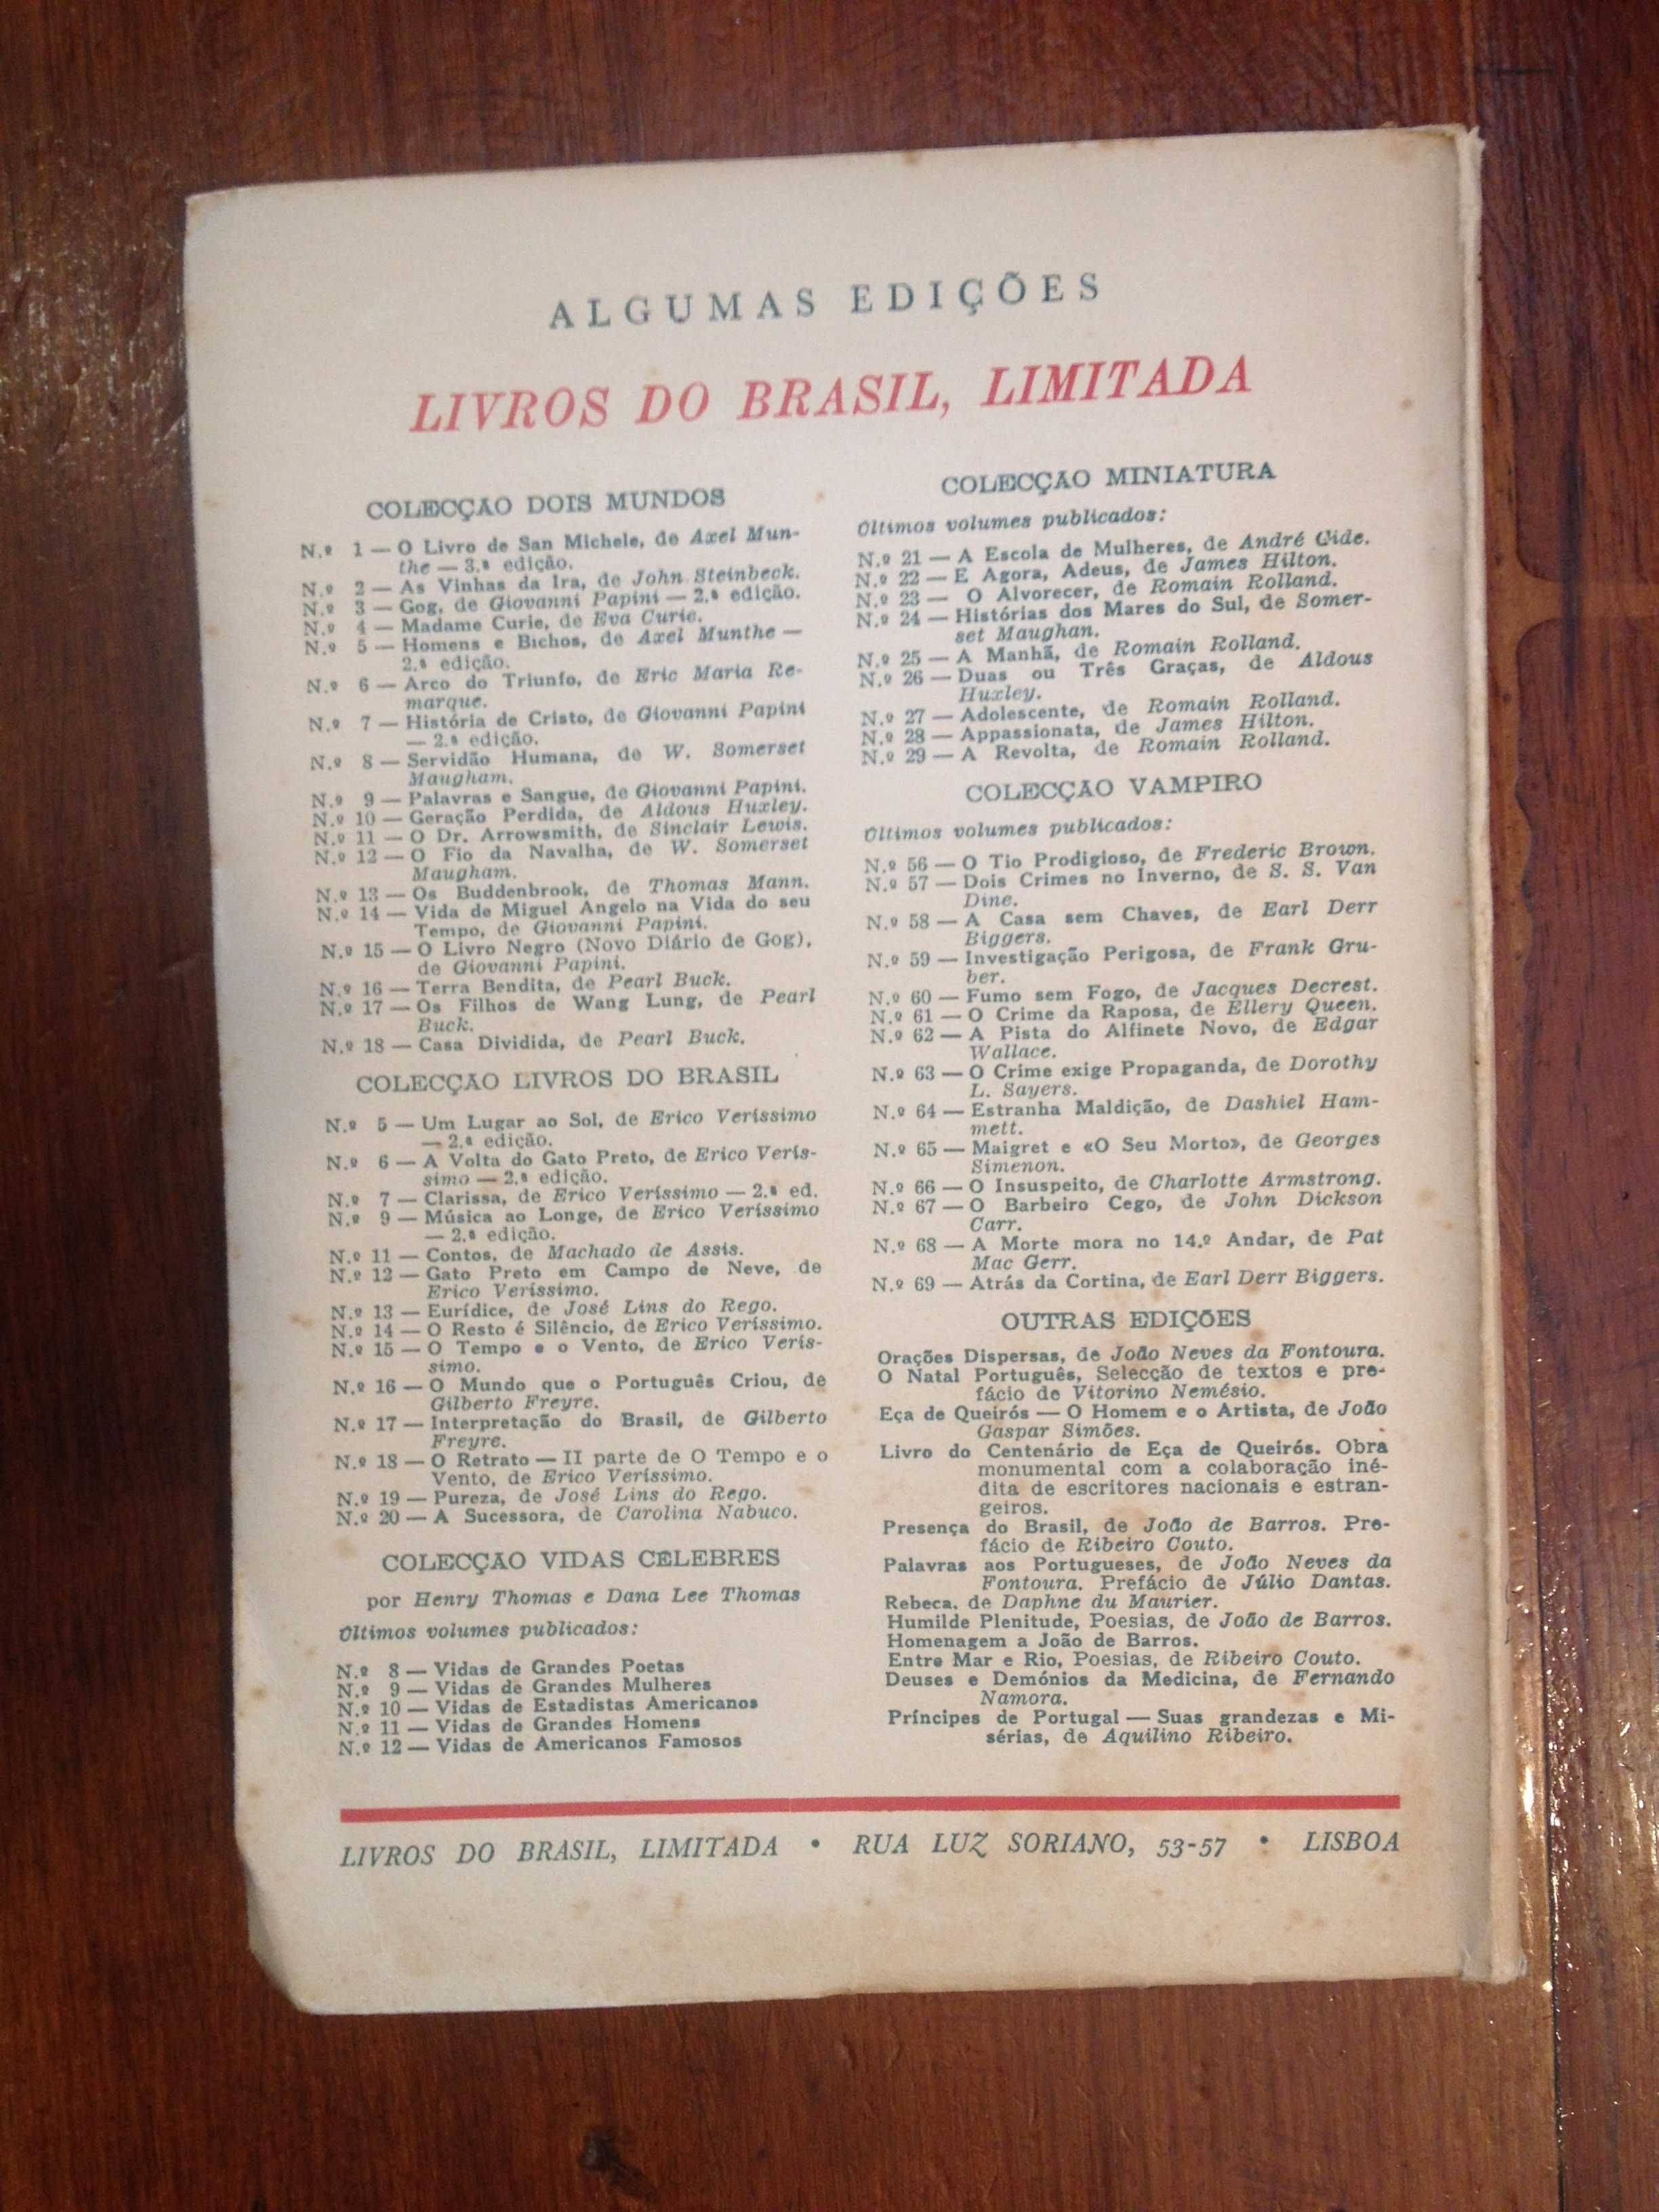 ALGUMAS EDIÇÕES
LIVROS DO BRASIL, LIMITADA
COLECÇÃO DOIS MUNDOS
N.º 1 — O Livro de San Michele, de Axel Mun-
the — 3.ª edição.
N.º 2 — As Vinhas da Ira, de John Steinbeck.
N.º 3 — Gog, de Giovanni Papini — 2.ª edição.
N.º 4 — Madame Curie, de Eva Curie.
N.º 5 — Homens e Bichos, de Axel Munthe —
2.ª edição.
N.º 6 — Arco do Triunfo, de Eric Maria Re-
marque.
N.º 7 — História de Cristo, de Giovanni Papini
— 2.ª edição.
N.º 8 — Servidão Humana, de W. Somerset
Maugham.
N.º 9 — Palavras e Sangue, de Giovanni Papini.
N.º 10 — Geração Perdida, de Aldous Huxley.
N.º 11 — O Dr. Arrowsmith, de Sinclair Lewis.
N.º 12 — O Fio da Navalha, de W. Somerset
Maugham.
N.º 13 — Os Buddenbrook, de Thomas Mann.
N.º 14 — Vida de Miguel Angelo na Vida do seu
Tempo, de Giovanni Papini.
N.º 15 — O Livro Negro (Novo Diário de Gog),
de Giovanni Papini.
N.º 16 — Terra Bendita, de Pearl Buck.
N.º 17 — Os Filhos de Wang Lung, de Pearl
Buck.
N.º 18 — Casa Dividida, de Pearl Buck.
COLECÇÃO LIVROS DO BRASIL
N.º 5 — Um Lugar ao Sol, de Erico Veríssimo
— 2.ª edição.
N.º 6 — A Volta do Gato Preto, de Erico Verís-
simo — 2.ª edição.
N.º 7 — Clarissa, de Erico Veríssimo — 2.ª ed.
N.º 9 — Música ao Longe, de Erico Veríssimo
— 2.ª edição.
N.º 11 — Contos, de Machado de Assis.
N.º 12 — Gato Preto em Campo de Neve, de
Erico Veríssimo.
N.º 13 — Eurídice, de José Lins do Rego.
N.º 14 — O Resto é Silêncio, de Erico Veríssimo.
N.º 15 — O Tempo e o Vento, de Erico Verís-
simo.
N.º 16 — O Mundo que o Português Criou, de
Gilberto Freyre.
N.º 17 — Interpretação do Brasil, de Gilberto
Freyre.
N.º 18 — O Retrato — II parte de O Tempo e o
Vento, de Erico Veríssimo.
N.º 19 — Pureza, de José Lins do Rego.
N.º 20 — A Sucessora, de Carolina Nabuco.
COLECÇÃO VIDAS CÉLEBRES
por Henry Thomas e Dana Lee Thomas
Últimos volumes publicados:
N.º 8 — Vidas de Grandes Poetas
N.º 9 — Vidas de Grandes Mulheres
N.º 10 — Vidas de Estadistas Americanos
N.º 11 — Vidas de Grandes Homens
N.º 12 — Vidas de Americanos Famosos
COLECÇÃO MINIATURA
Últimos volumes publicados:
N.º 21 — A Escola de Mulheres, de André Gide.
N.º 22 — E Agora, Adeus, de James Hilton.
N.º 23 — O Alvorecer, de Romain Rolland.
N.º 24 — Histórias dos Mares do Sul, de Somer-
set Maughan.
N.º 25 — A Manhã, de Romain Rolland.
N.º 26 — Duas ou Três Graças, de Aldous
Huxley.
N.º 27 — Adolescente, de Romain Rolland.
N.º 28 — Appassionata, de James Hilton.
N.º 29 — A Revolta, de Romain Rolland.
COLECÇÃO VAMPIRO
Últimos volumes publicados:
N.º 56 — O Tio Prodigioso, de Frederic Brown.
N.º 57 — Dois Crimes no Inverno, de S. S. Van
Dine.
N.º 58 — A Casa sem Chaves, de Earl Derr
Biggers.
N.º 59 — Investigação Perigosa, de Frank Gru-
ber.
N.º 60 — Fumo sem Fogo, de Jacques Decrest.
N.º 61 — O Crime da Raposa, de Ellery Queen.
N.º 62 — A Pista do Alfinete Novo, de Edgar
Wallace.
N.º 63 — O Crime exige Propaganda, de Dorothy
L. Sayers.
N.º 64 — Estranha Maldição, de Dashiel Ham-
mett.
N.º 65 — Maigret e «O Seu Morto», de Georges
Simenon.
N.º 66 — O Insuspeito, de Charlotte Armstrong.
N.º 67 — O Barbeiro Cego, de John Dickson
Carr.
N.º 68 — A Morte mora no 14.º Andar, de Pat
Mac Gerr.
N.º 69 — Atrás da Cortina, de Earl Derr Biggers.
OUTRAS EDIÇÕES
Orações Dispersas, de João Neves da Fontoura.
O Natal Português, Selecção de textos e pre-
fácio de Vitorino Nemésio.
Eça de Queirós — O Homem e o Artista, de João
Gaspar Simões.
Livro do Centenário de Eça de Queirós. Obra
monumental com a colaboração iné-
dita de escritores nacionais e estran-
geiros.
Presença do Brasil, de João de Barros. Pre-
fácio de Ribeiro Couto.
Palavras aos Portugueses, de João Neves da
Fontoura. Prefácio de Júlio Dantas.
Rebeca, de Daphne du Maurier.
Humilde Plenitude, Poesias, de João de Barros.
Homenagem a João de Barros.
Entre Mar e Rio, Poesias, de Ribeiro Couto.
Deuses e Demónios da Medicina, de Fernando
Namora.
Príncipes de Portugal — Suas grandezas e Mi-
sérias, de Aquilino Ribeiro.
LIVROS DO BRASIL, LIMITADA • RUA LUZ SORIANO, 53-57 • LISBOA